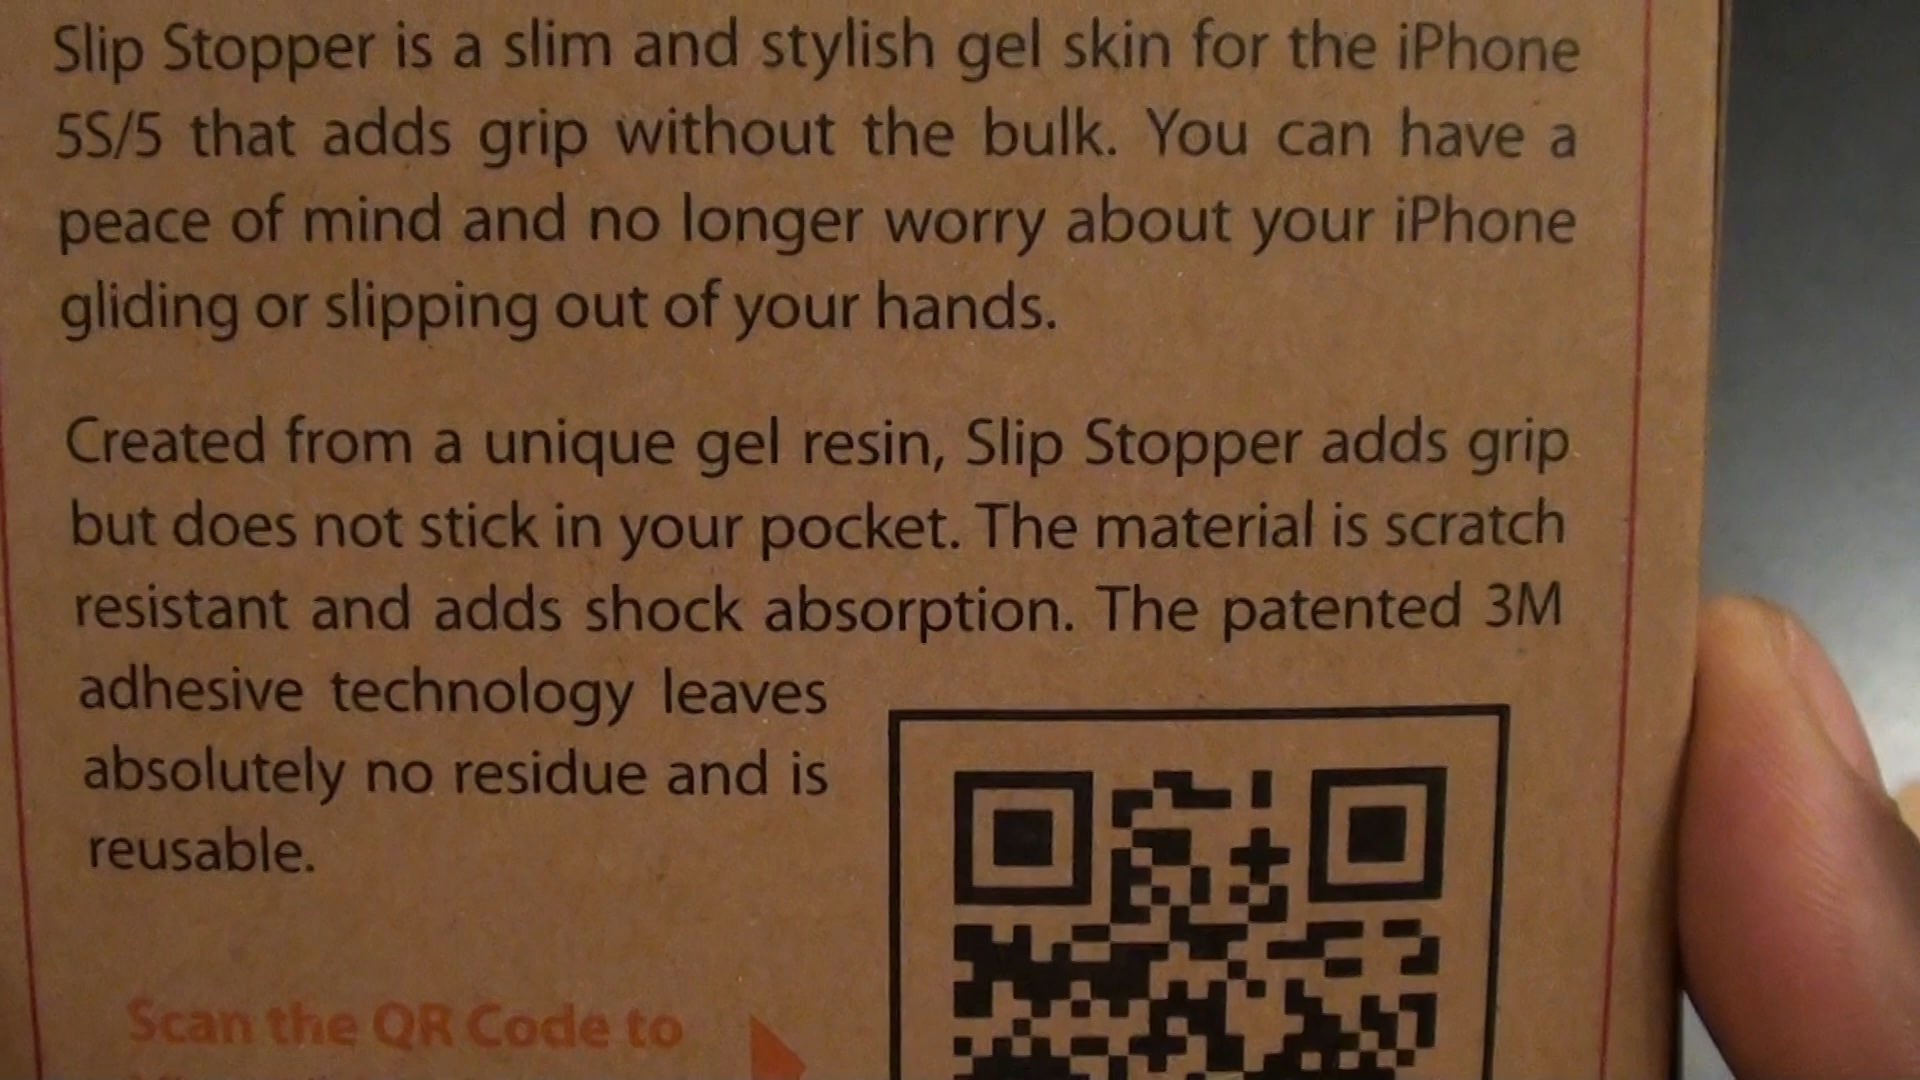 Slip Stopper is a slim and stylish gel skin for the iPhone
5S/5 that adds grip without the bulk. You can have a
peace of mind and no longer worry about your iPhone
gliding or slipping out of your hands.
Created from a unique gel resin, Slip Stopper adds grip
but does not stick in your pocket. The material is scratch
resistant and adds shock absorption. The patented 3M
adhesive technology leaves
absolutely no residue and is
reusable.
Scan the QR Code to